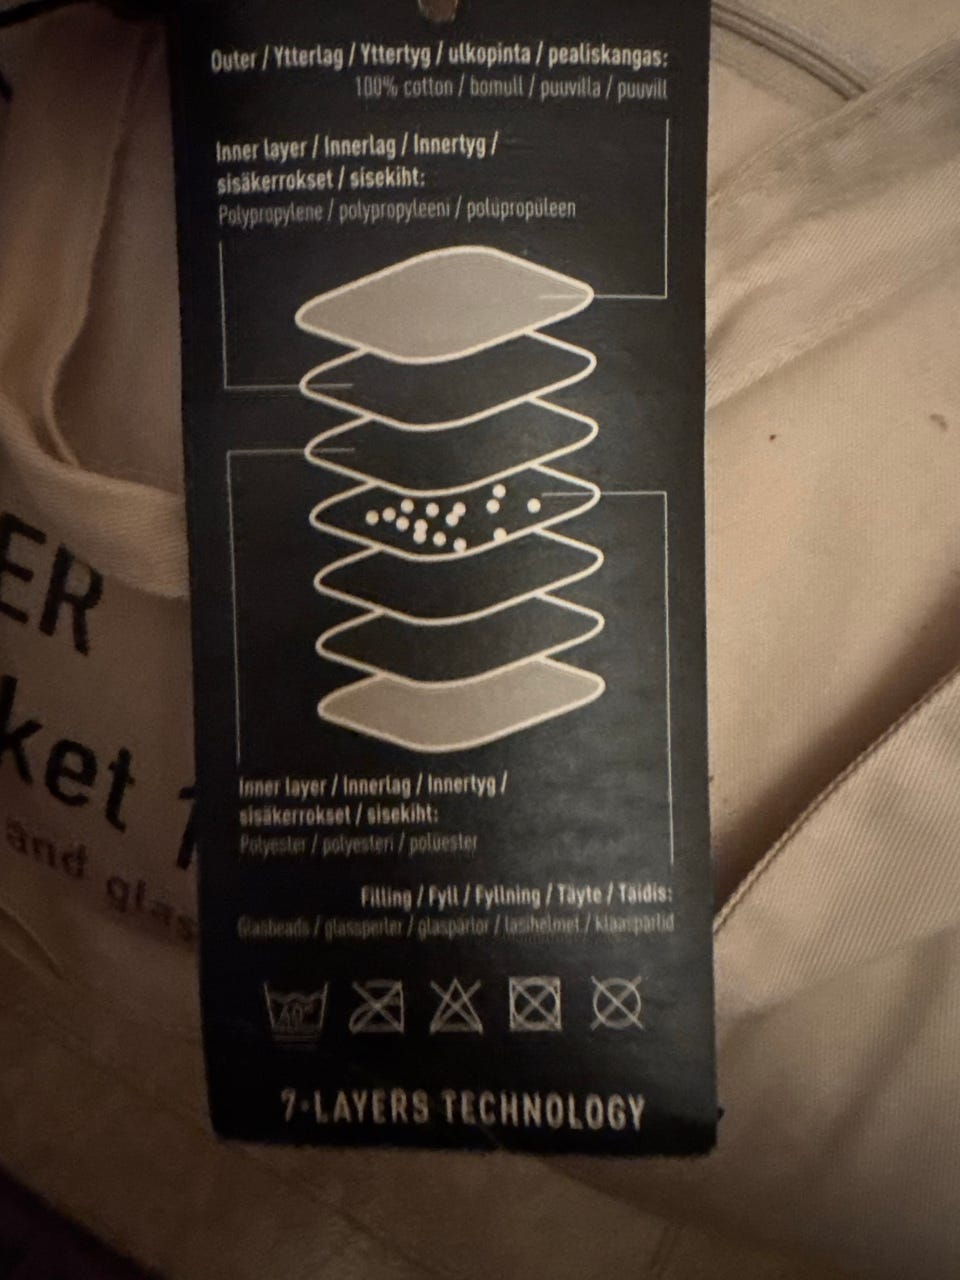 Outer / Ytterlag / Yttertyg / ulkopinta / pealiskangas:
100% cotton / bomull / puuvilla / puuvill
Inner layer / Innerlag / Innertyg /
sisäkerrokset / sisekiht:
Polypropylene / polypropyleeni / polüpropüleen
ER
ket
and glas
Inner layer / Innerlag / Innertyg /
sisäkerrokset / sisekiht:
Polyester / polyesteri / polüester
Filling / Fyll / Fyllning / Täyte / Täidis:
Glasbeads / glassperler / glaspärlor / lasihelmet / klaaspärlid
40°
7-LAYERS TECHNOLOGY